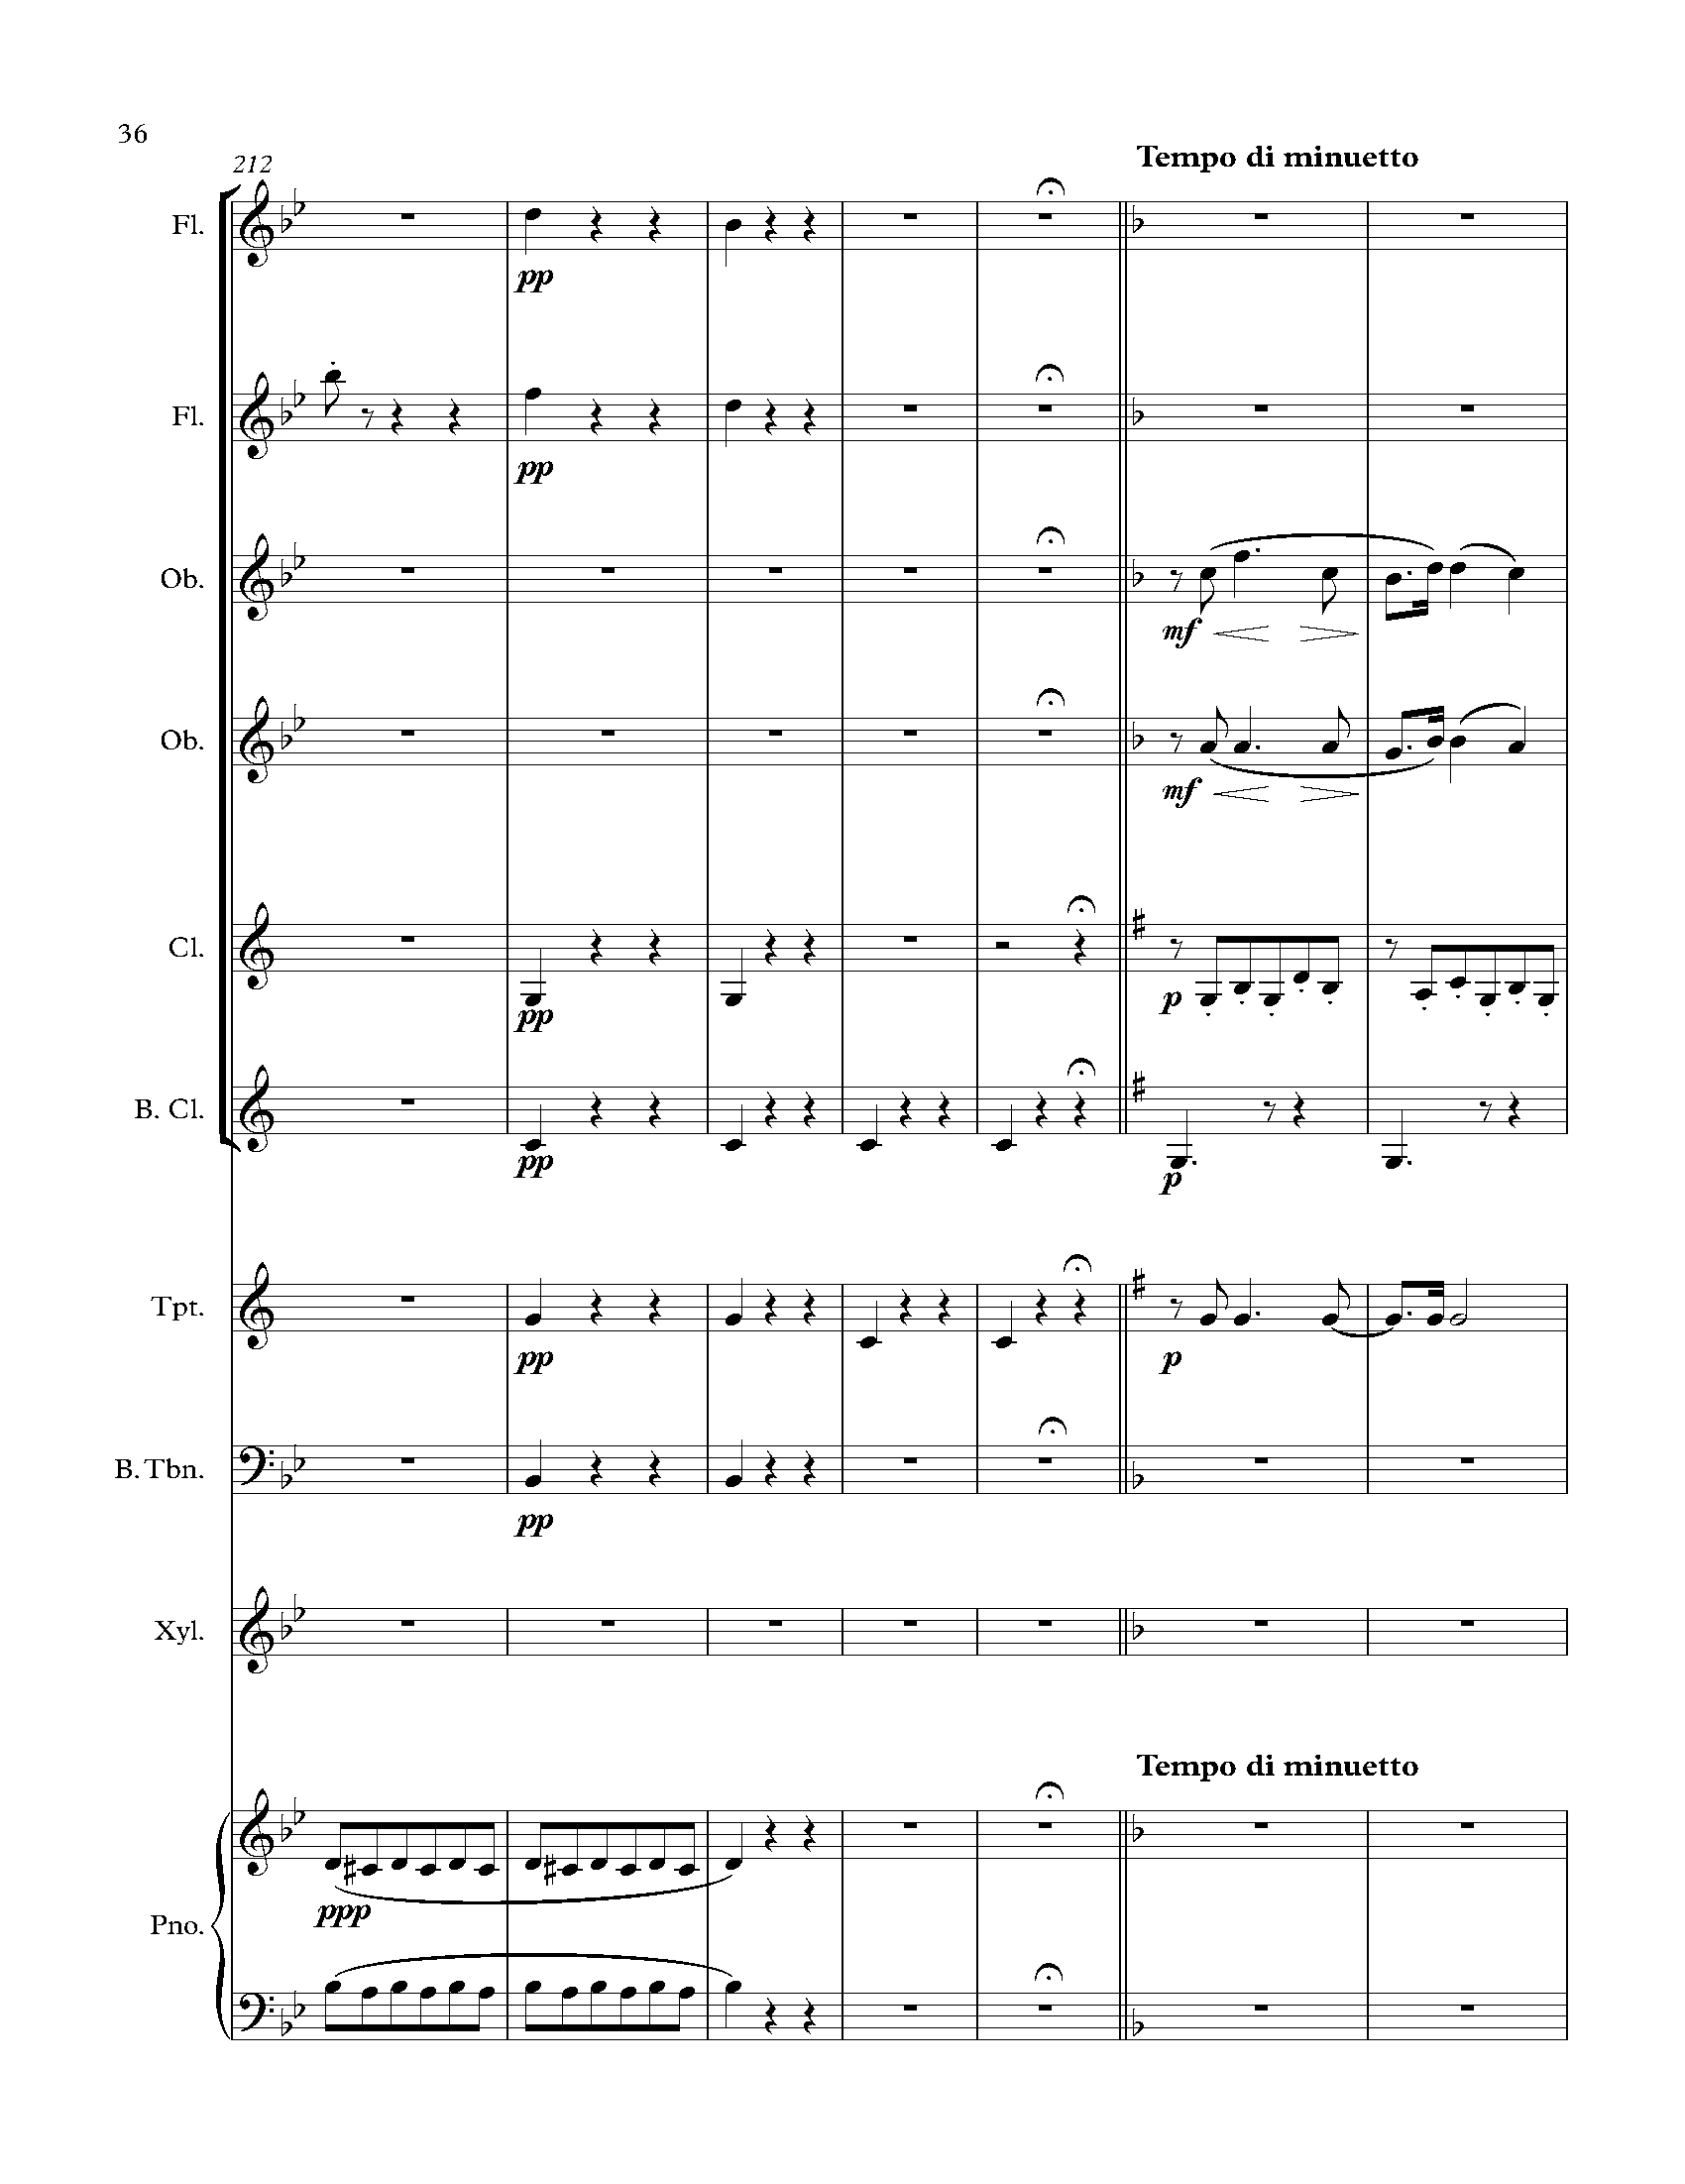 36
212
Tempo di minuetto
Fl.
pp
Fl.
pp
Ob.
mf
Ob.
mf
Cl.
pp p
B. Cl.
pp p
Tpt.
pp p
B. Tbn.
pp
Xyl.
Tempo di minuetto
ppp
Pno.